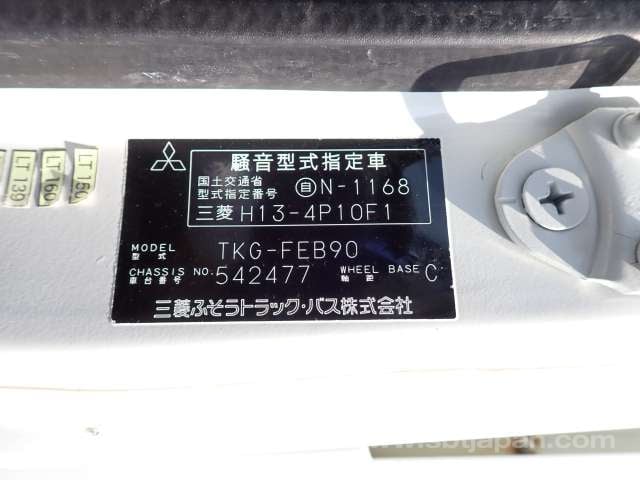 騒音型式指定車
国土交通省
型式指定番号 自N-1168
三菱 H13-4P10F1
MODEL
型式 TKG-FEB90
CHASSIS NO.
車台番号 542477 WHEEL BASE
軸距 C
三菱ふそうトラック・バス株式会社
LT 139
LT 160
LT 150
www.sbtjapan.com